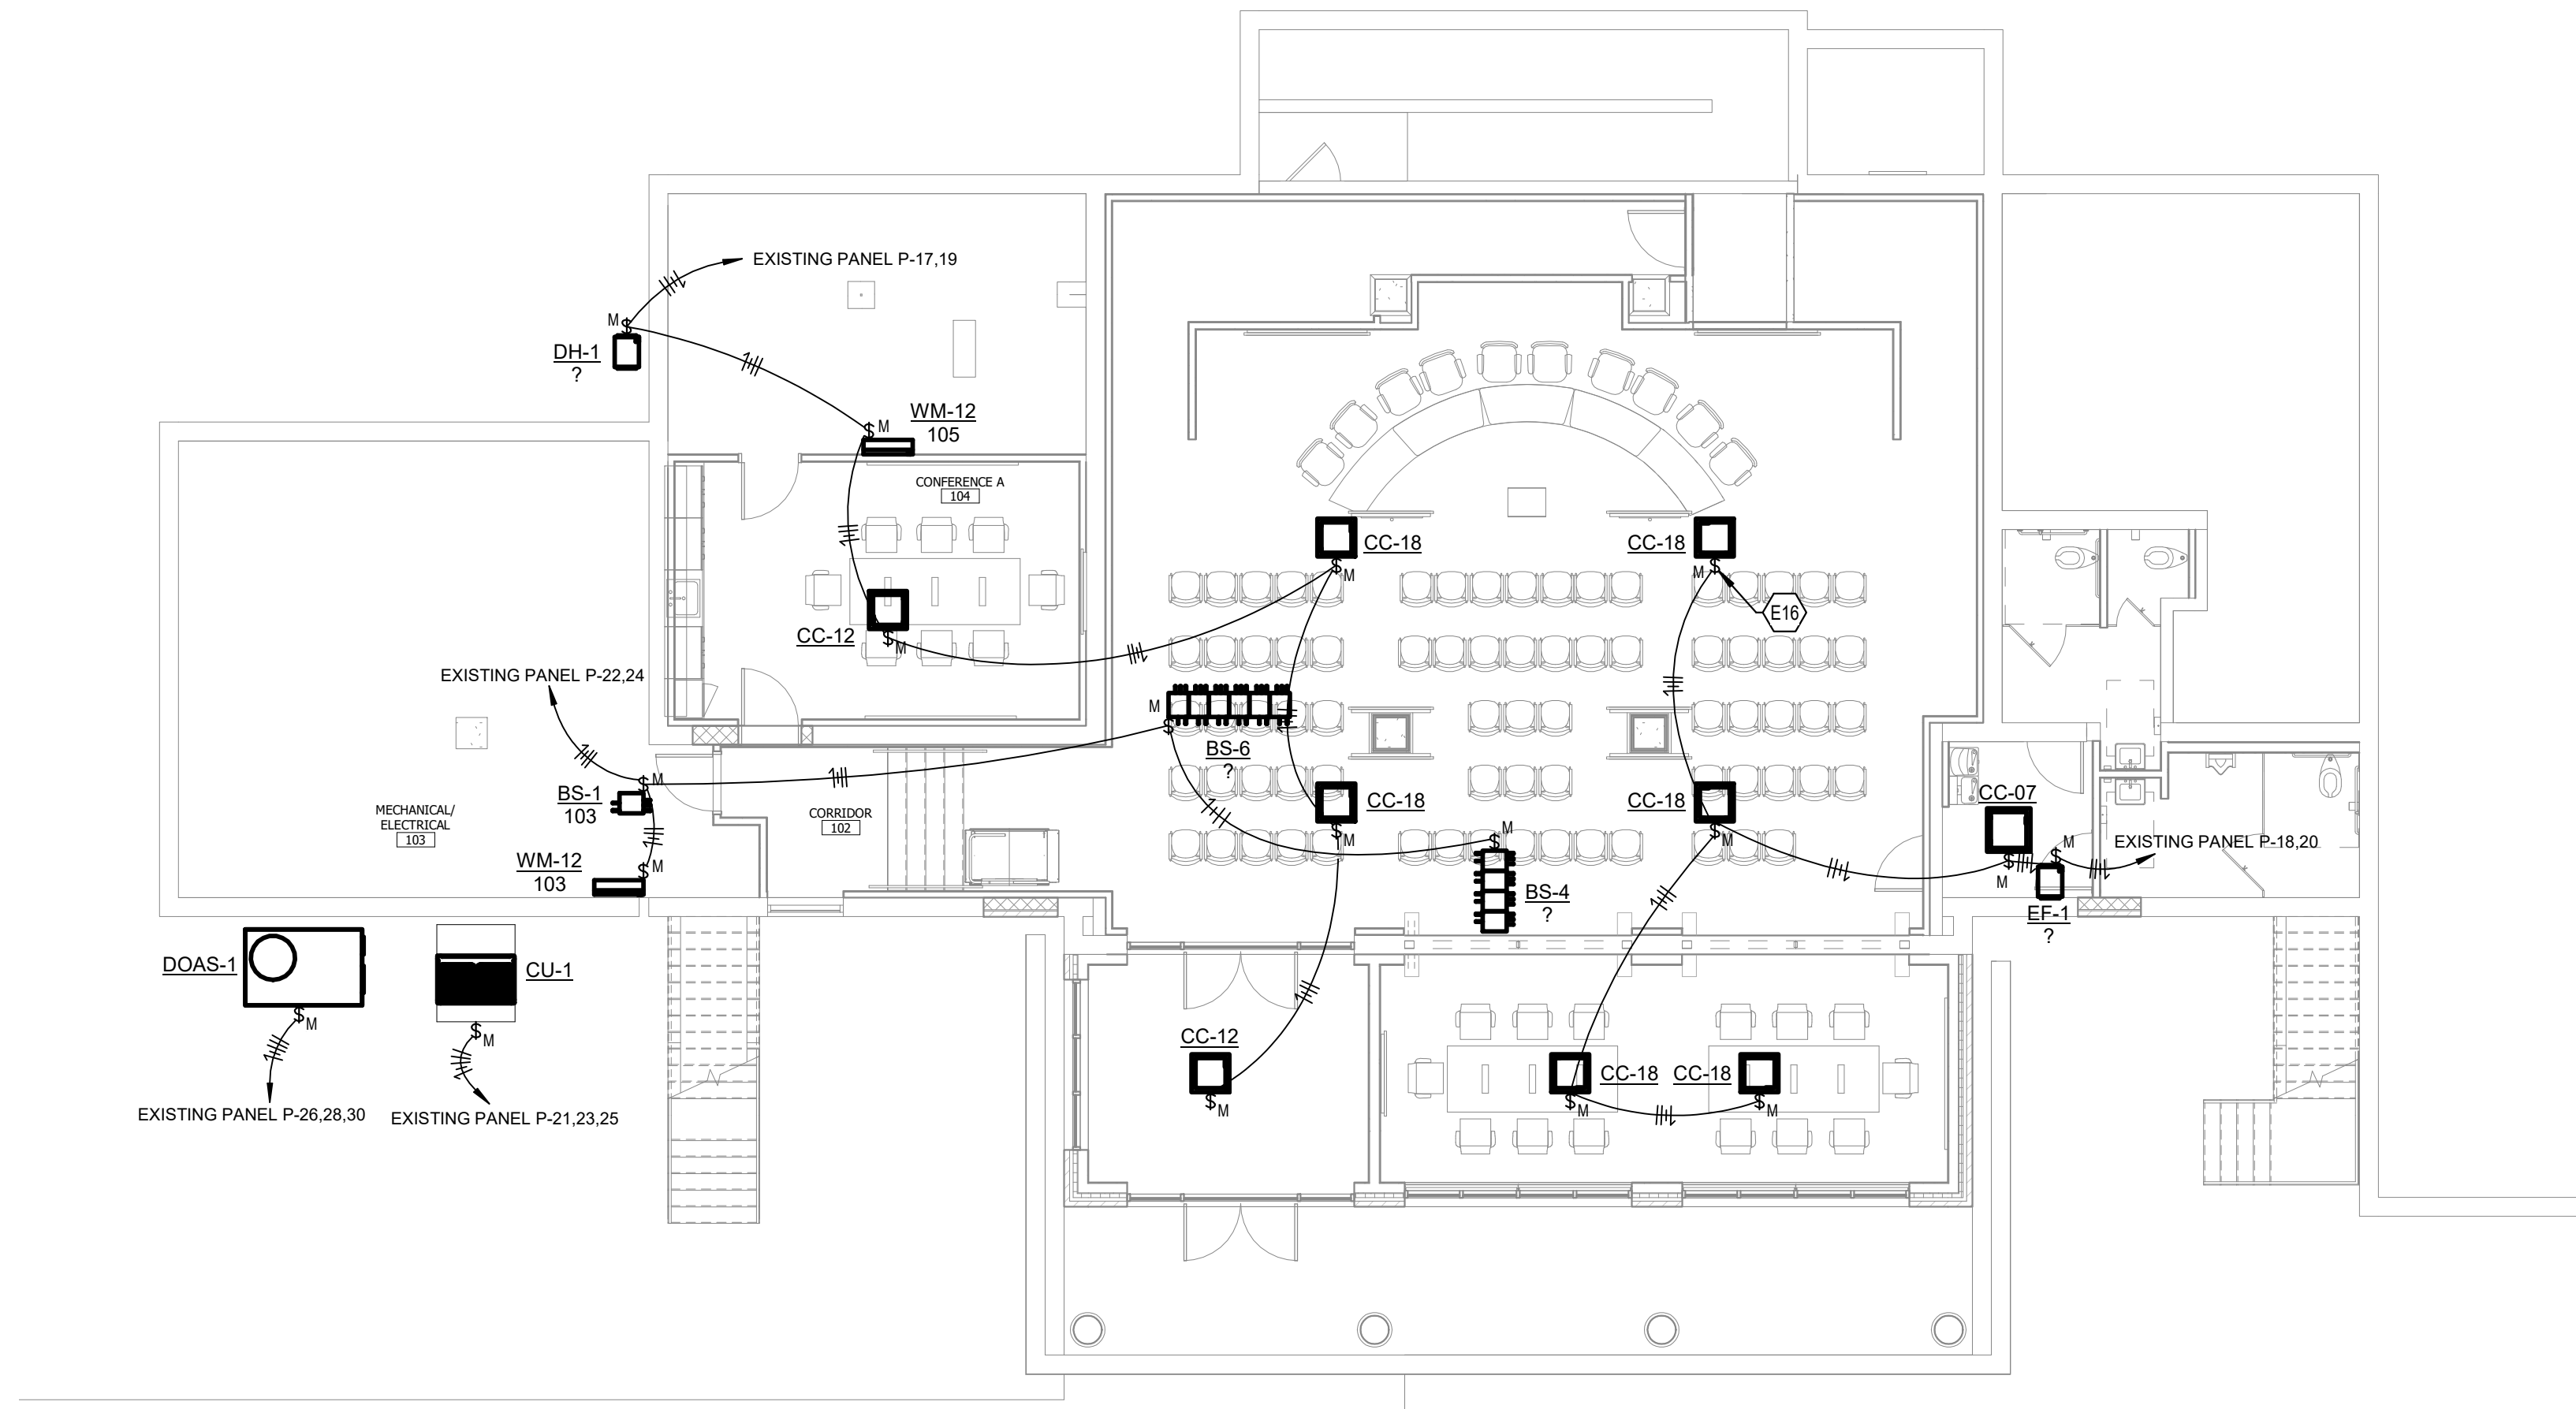 EXISTING PANEL P-17,19
M $
DH-1
?
WM-12
105
$ M
CONFERENCE A
104
CC-18
$ M
CC-18
M $
E16
CC-12
$ M
EXISTING PANEL P-22,24
M $
BS-6
?
$ M
BS-1
103
MECHANICAL/
ELECTRICAL
103
CORRIDOR
102
CC-18
$ M
CC-18
$ M
CC-07
$ M
EXISTING PANEL P-18,20
$ M
EF-1
?
WM-12
103
$ M
$ M
BS-4
?
DOAS-1
$ M
CU-1
$ M
EXISTING PANEL P-26,28,30
EXISTING PANEL P-21,23,25
CC-12
$ M
CC-18
$ M
CC-18
$ M